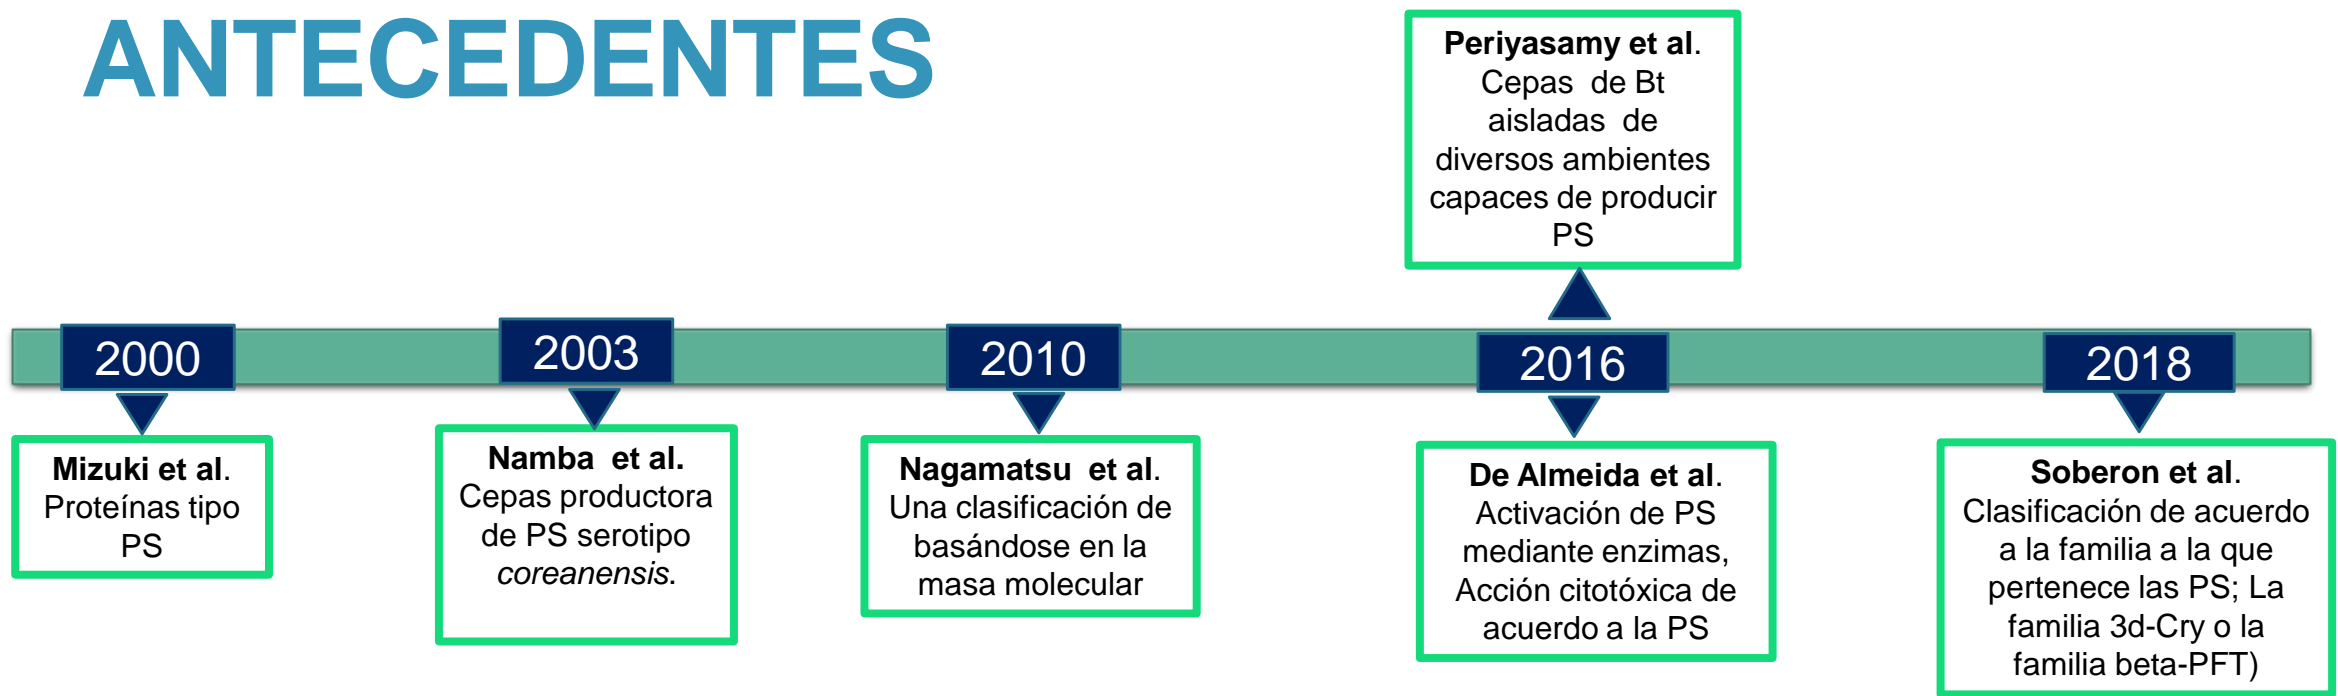 ANTECEDENTES
Periyasamy et al.
Cepas de Bt
aisladas de
diversos ambientes
capaces de producir
PS
2000
2003
2010
2016
2018
Mizuki et al.
Proteínas tipo
PS
Namba et al.
Cepas productora
de PS serotipo
coreanensis.
Nagamatsu et al.
Una clasificación de
basándose en la
masa molecular
De Almeida et al.
Activación de PS
mediante enzimas,
Acción citotóxica de
acuerdo a la PS
Soberon et al.
Clasificación de acuerdo
a la familia a la que
pertenece las PS; La
familia 3d-Cry o la
familia beta-PFT)